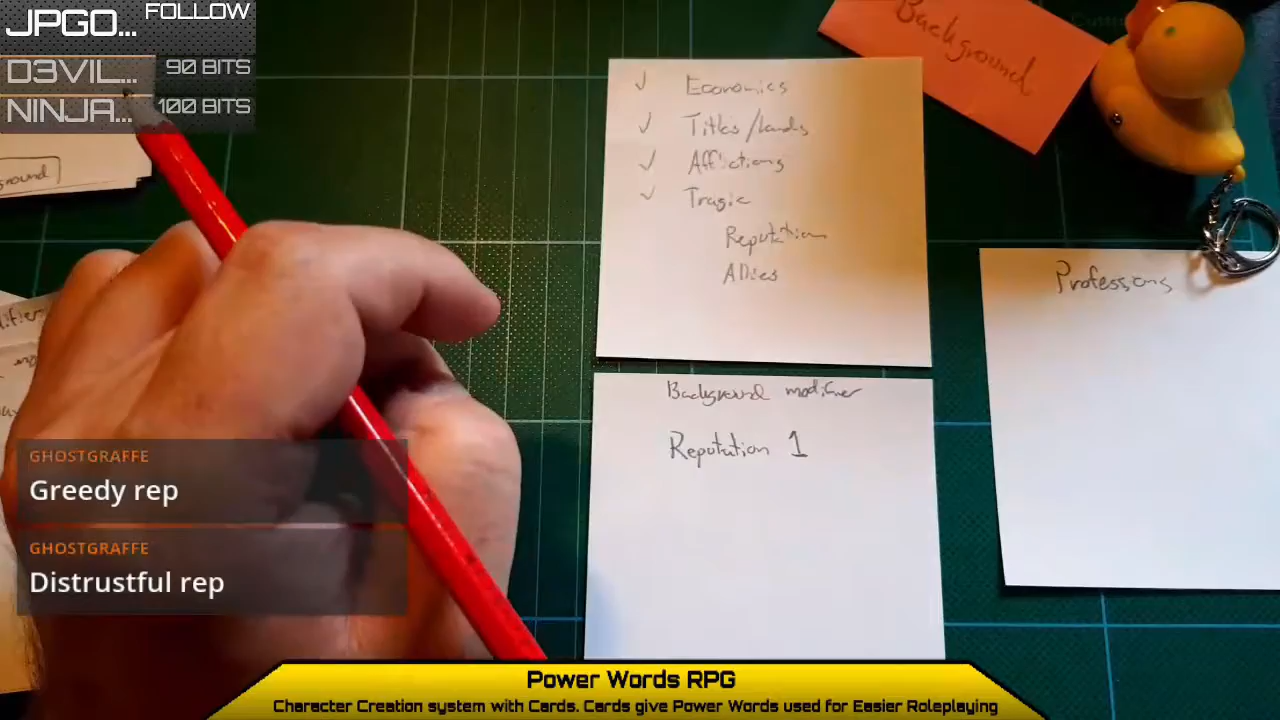 JPGO... FOLLOW
D3VIL... 90 BITS
NINJA... 100 BITS
Background
✓ Economics
✓ Titles/Lands
✓ Afflictions
✓ Tragic
Reputation
Allies
Professions
Background modifier
Reputation 1
GHOSTGRAFFE
Greedy rep
GHOSTGRAFFE
Distrustful rep
Power Words RPG
Character Creation system with Cards. Cards give Power Words used for Easier Roleplaying